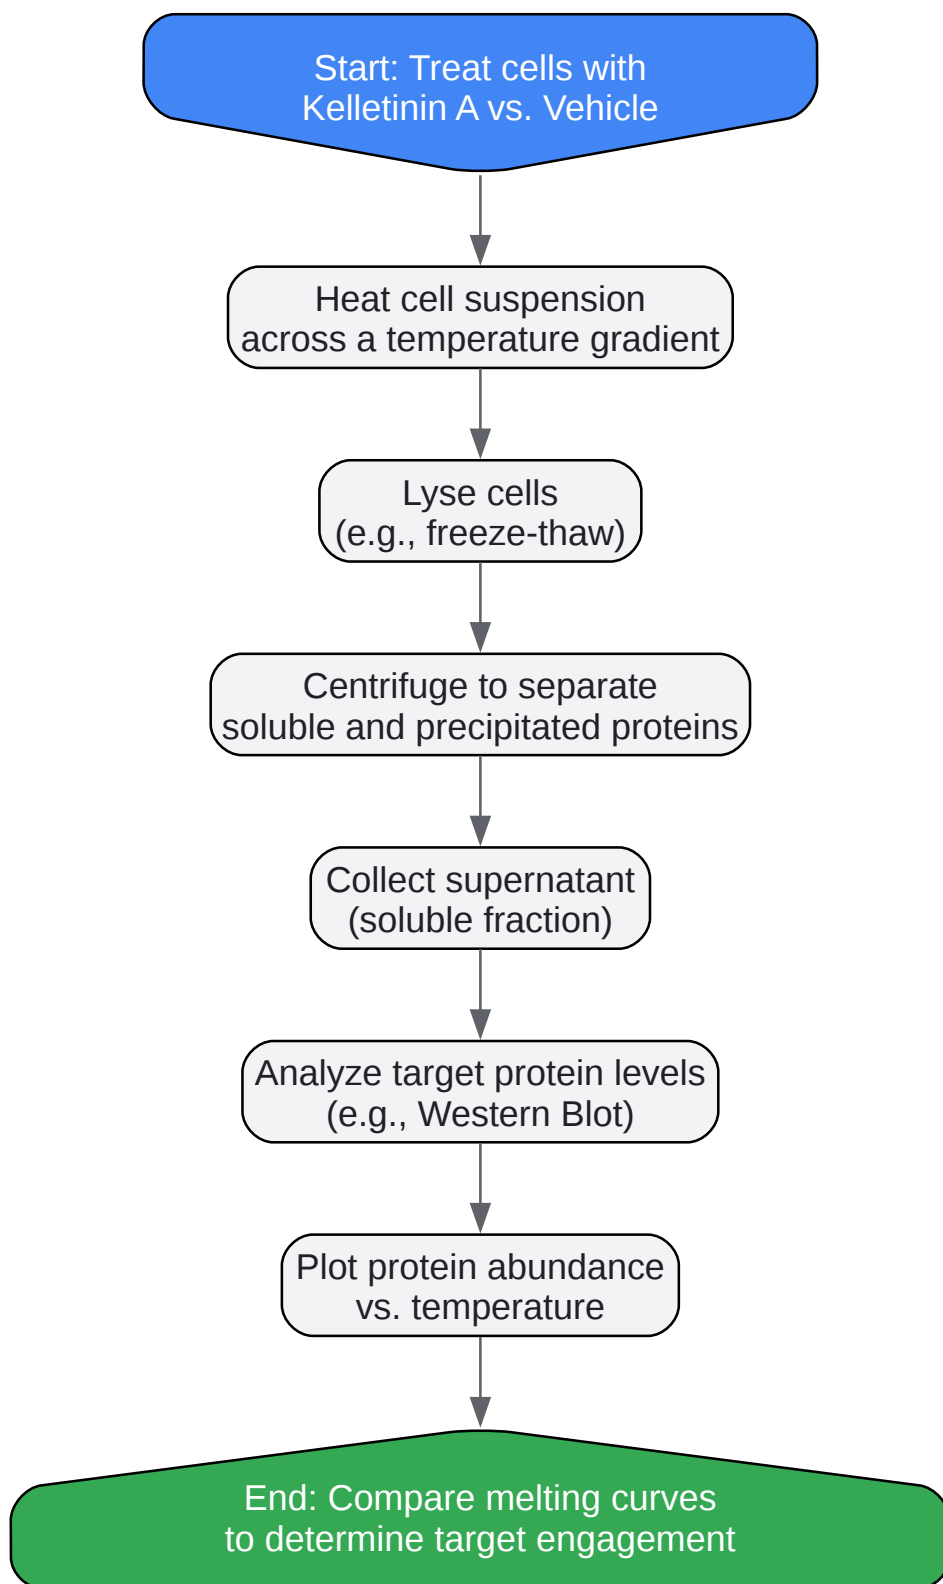 Start: Treat cells with
Kelletinin A vs. Vehicle
Heat cell suspension
across a temperature gradient
Lyse cells
(e.g., freeze-thaw)
Centrifuge to separate
soluble and precipitated proteins
Collect supernatant
(soluble fraction)
Analyze target protein levels
(e.g., Western Blot)
Plot protein abundance
vs. temperature
End: Compare melting curves
to determine target engagement